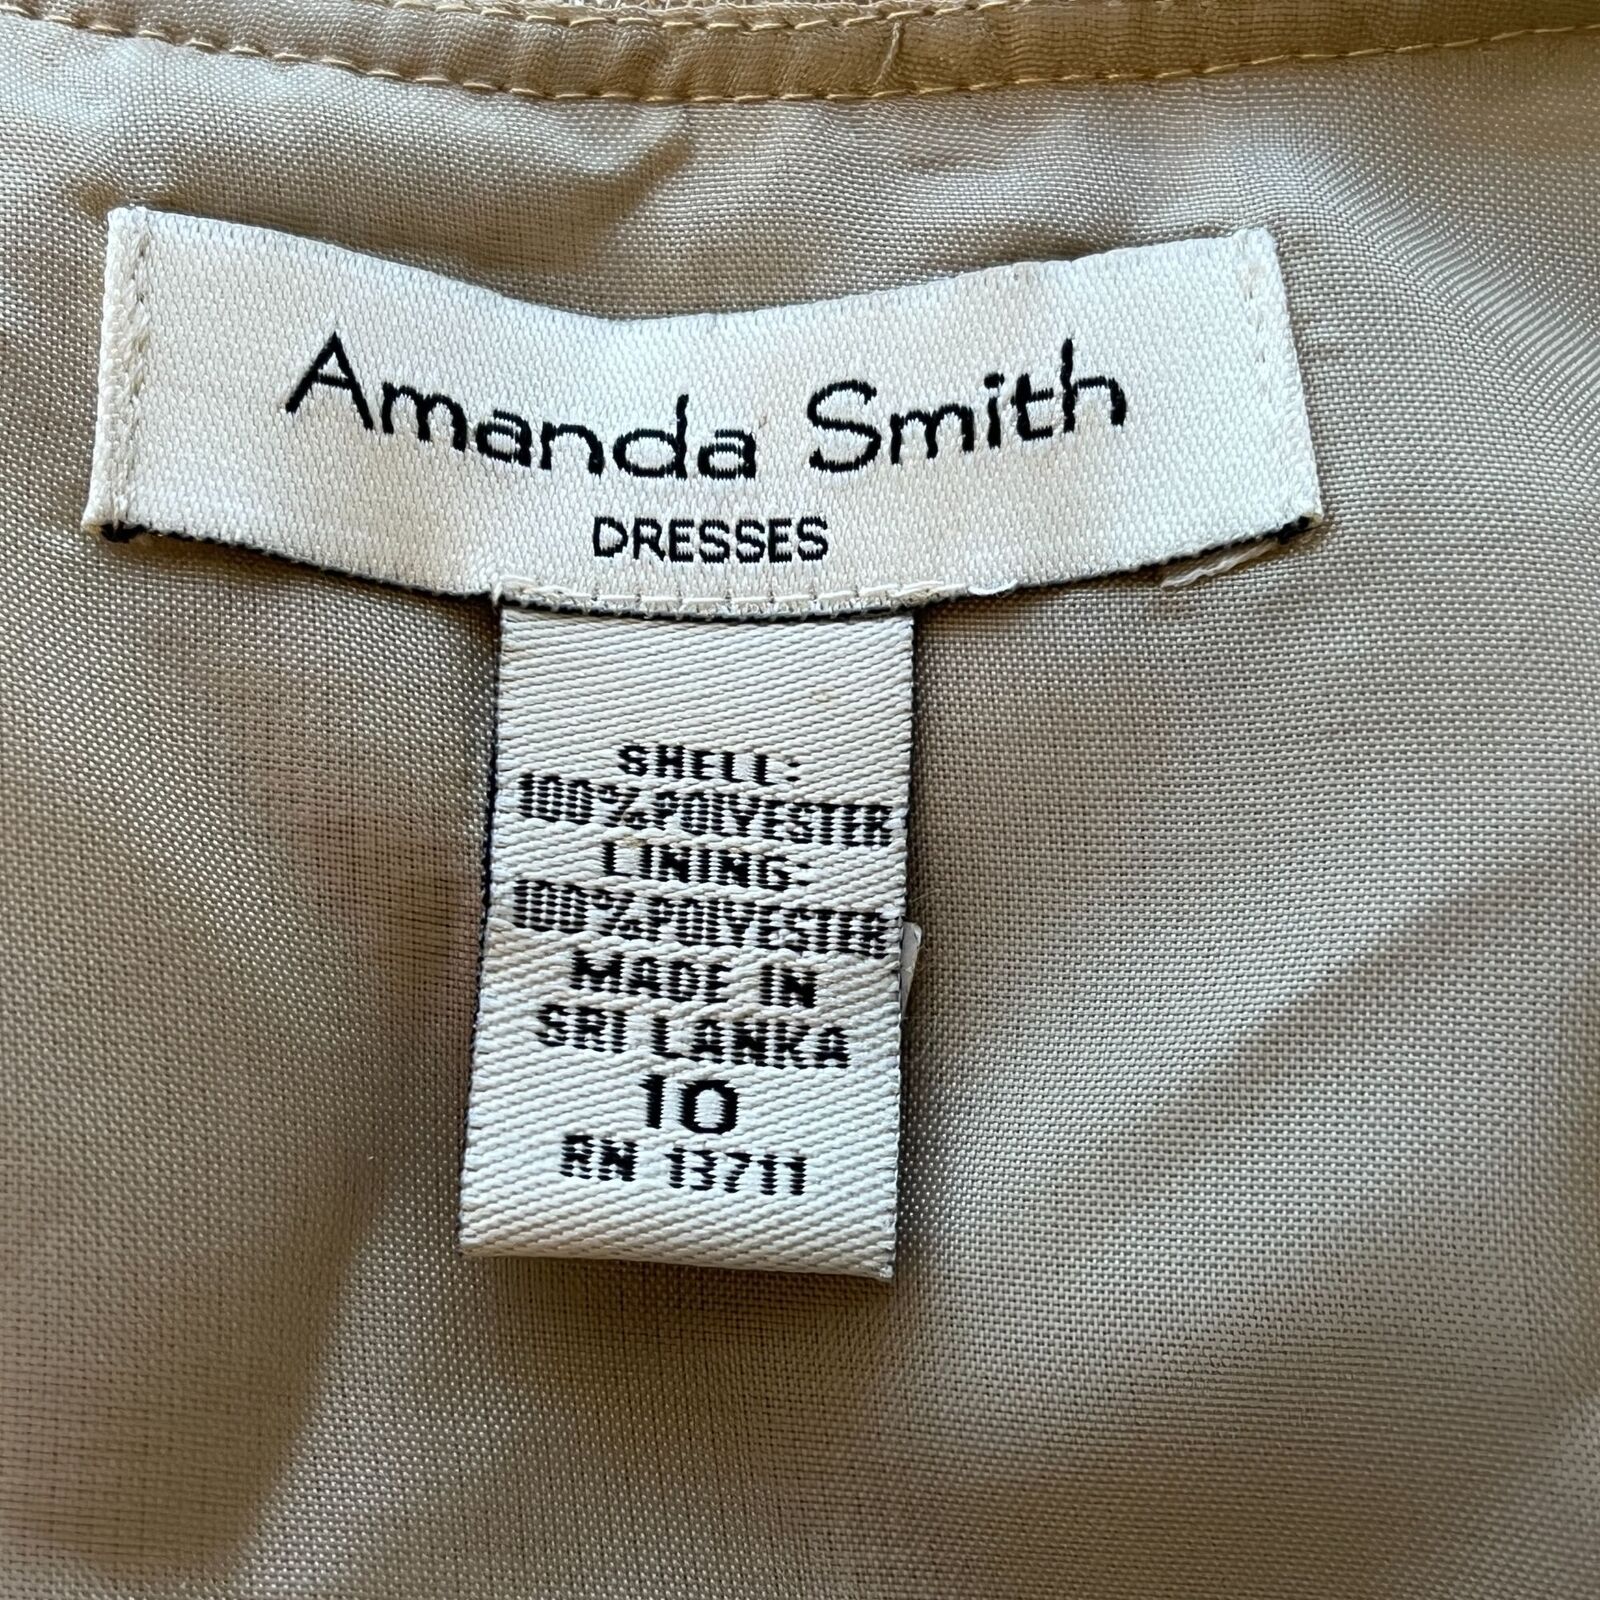 Amanda Smith
DRESSES
SHELL:
100%POLYESTER
LINING:
100%POLYESTER
MADE IN
SRI LANKA
10
RN 13711